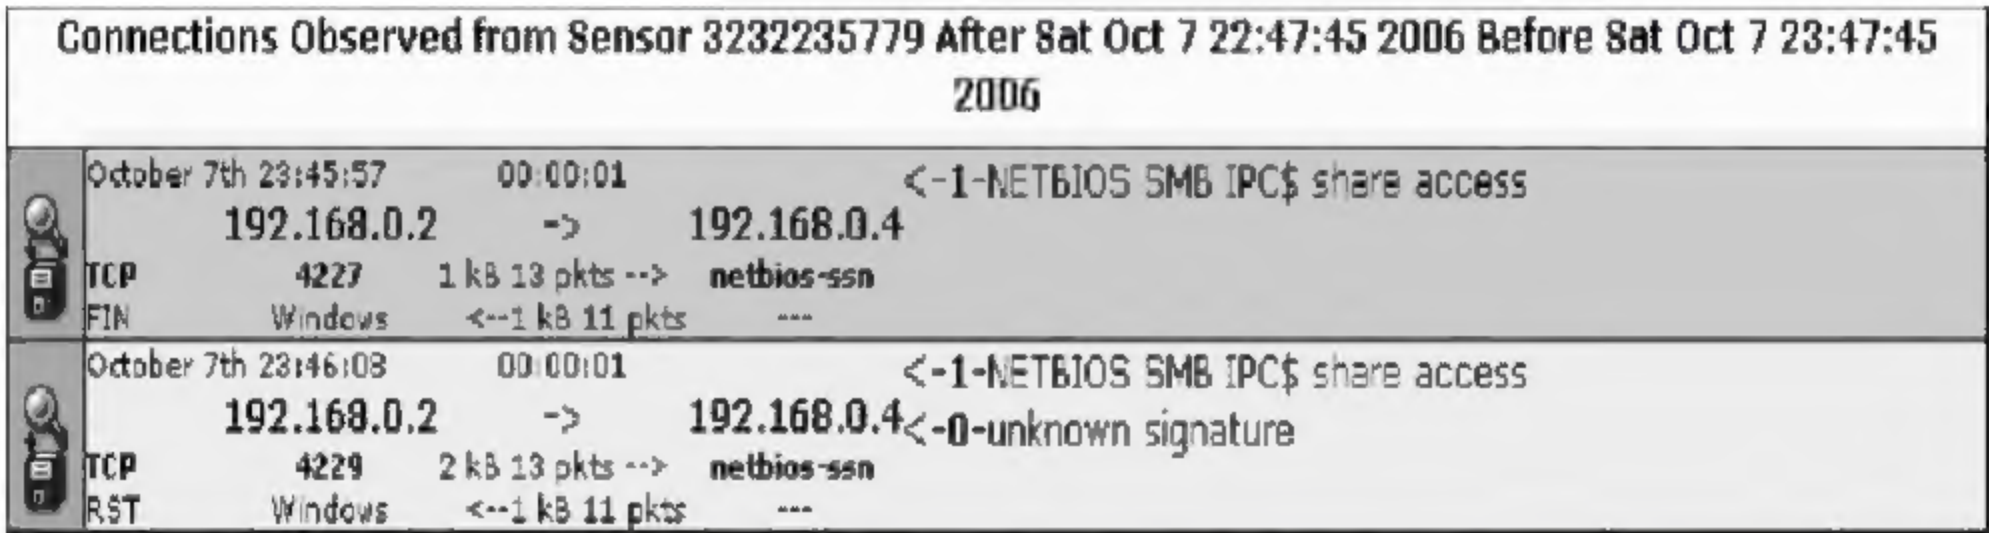 Connections Observed from Sensor 3232235779 After Sat Oct 7 22:47:45 2006 Before Sat Oct 7 23:47:45
2006
October 7th 23:45:57 00:00:01 <-1-NETBIOS SMB IPC$ share access
192.168.0.2 -> 192.168.0.4
TCP 4227 1 kB 13 pkts --> netbios-ssn
FIN Windows <--1 kB 11 pkts ---
October 7th 23:46:03 00:00:01 <-1-NETBIOS SMB IPC$ share access
192.168.0.2 -> 192.168.0.4 <-0-unknown signature
TCP 4229 2 kB 13 pkts --> netbios-ssn
RST Windows <--1 kB 11 pkts ---